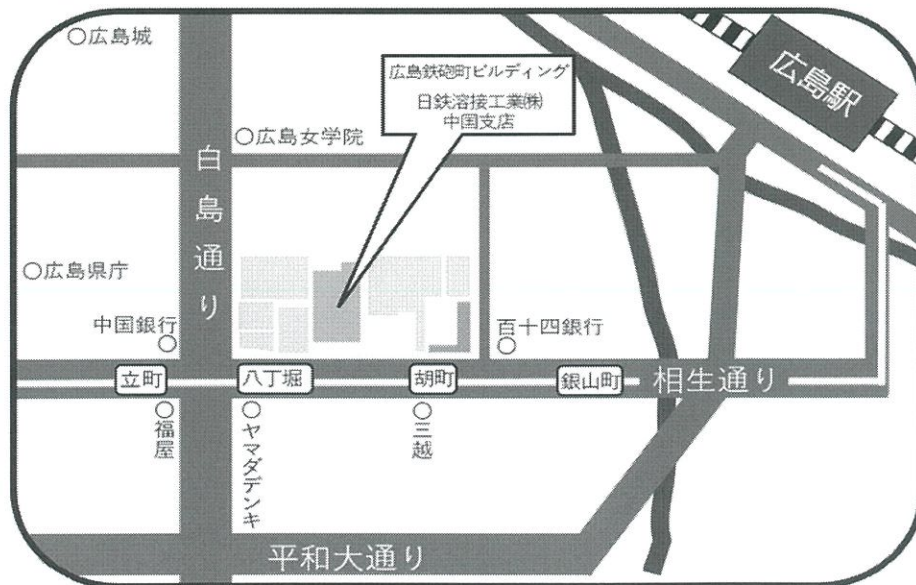 広島城
広島鉄砲町ビルディング
日鉄溶接工業㈱
中国支店
広島駅
広島女学院
白島通り
広島県庁
中国銀行
百十四銀行
立町
八丁堀
胡町
銀山町
相生通り
福屋
ヤマダデンキ
三越
平和大通り